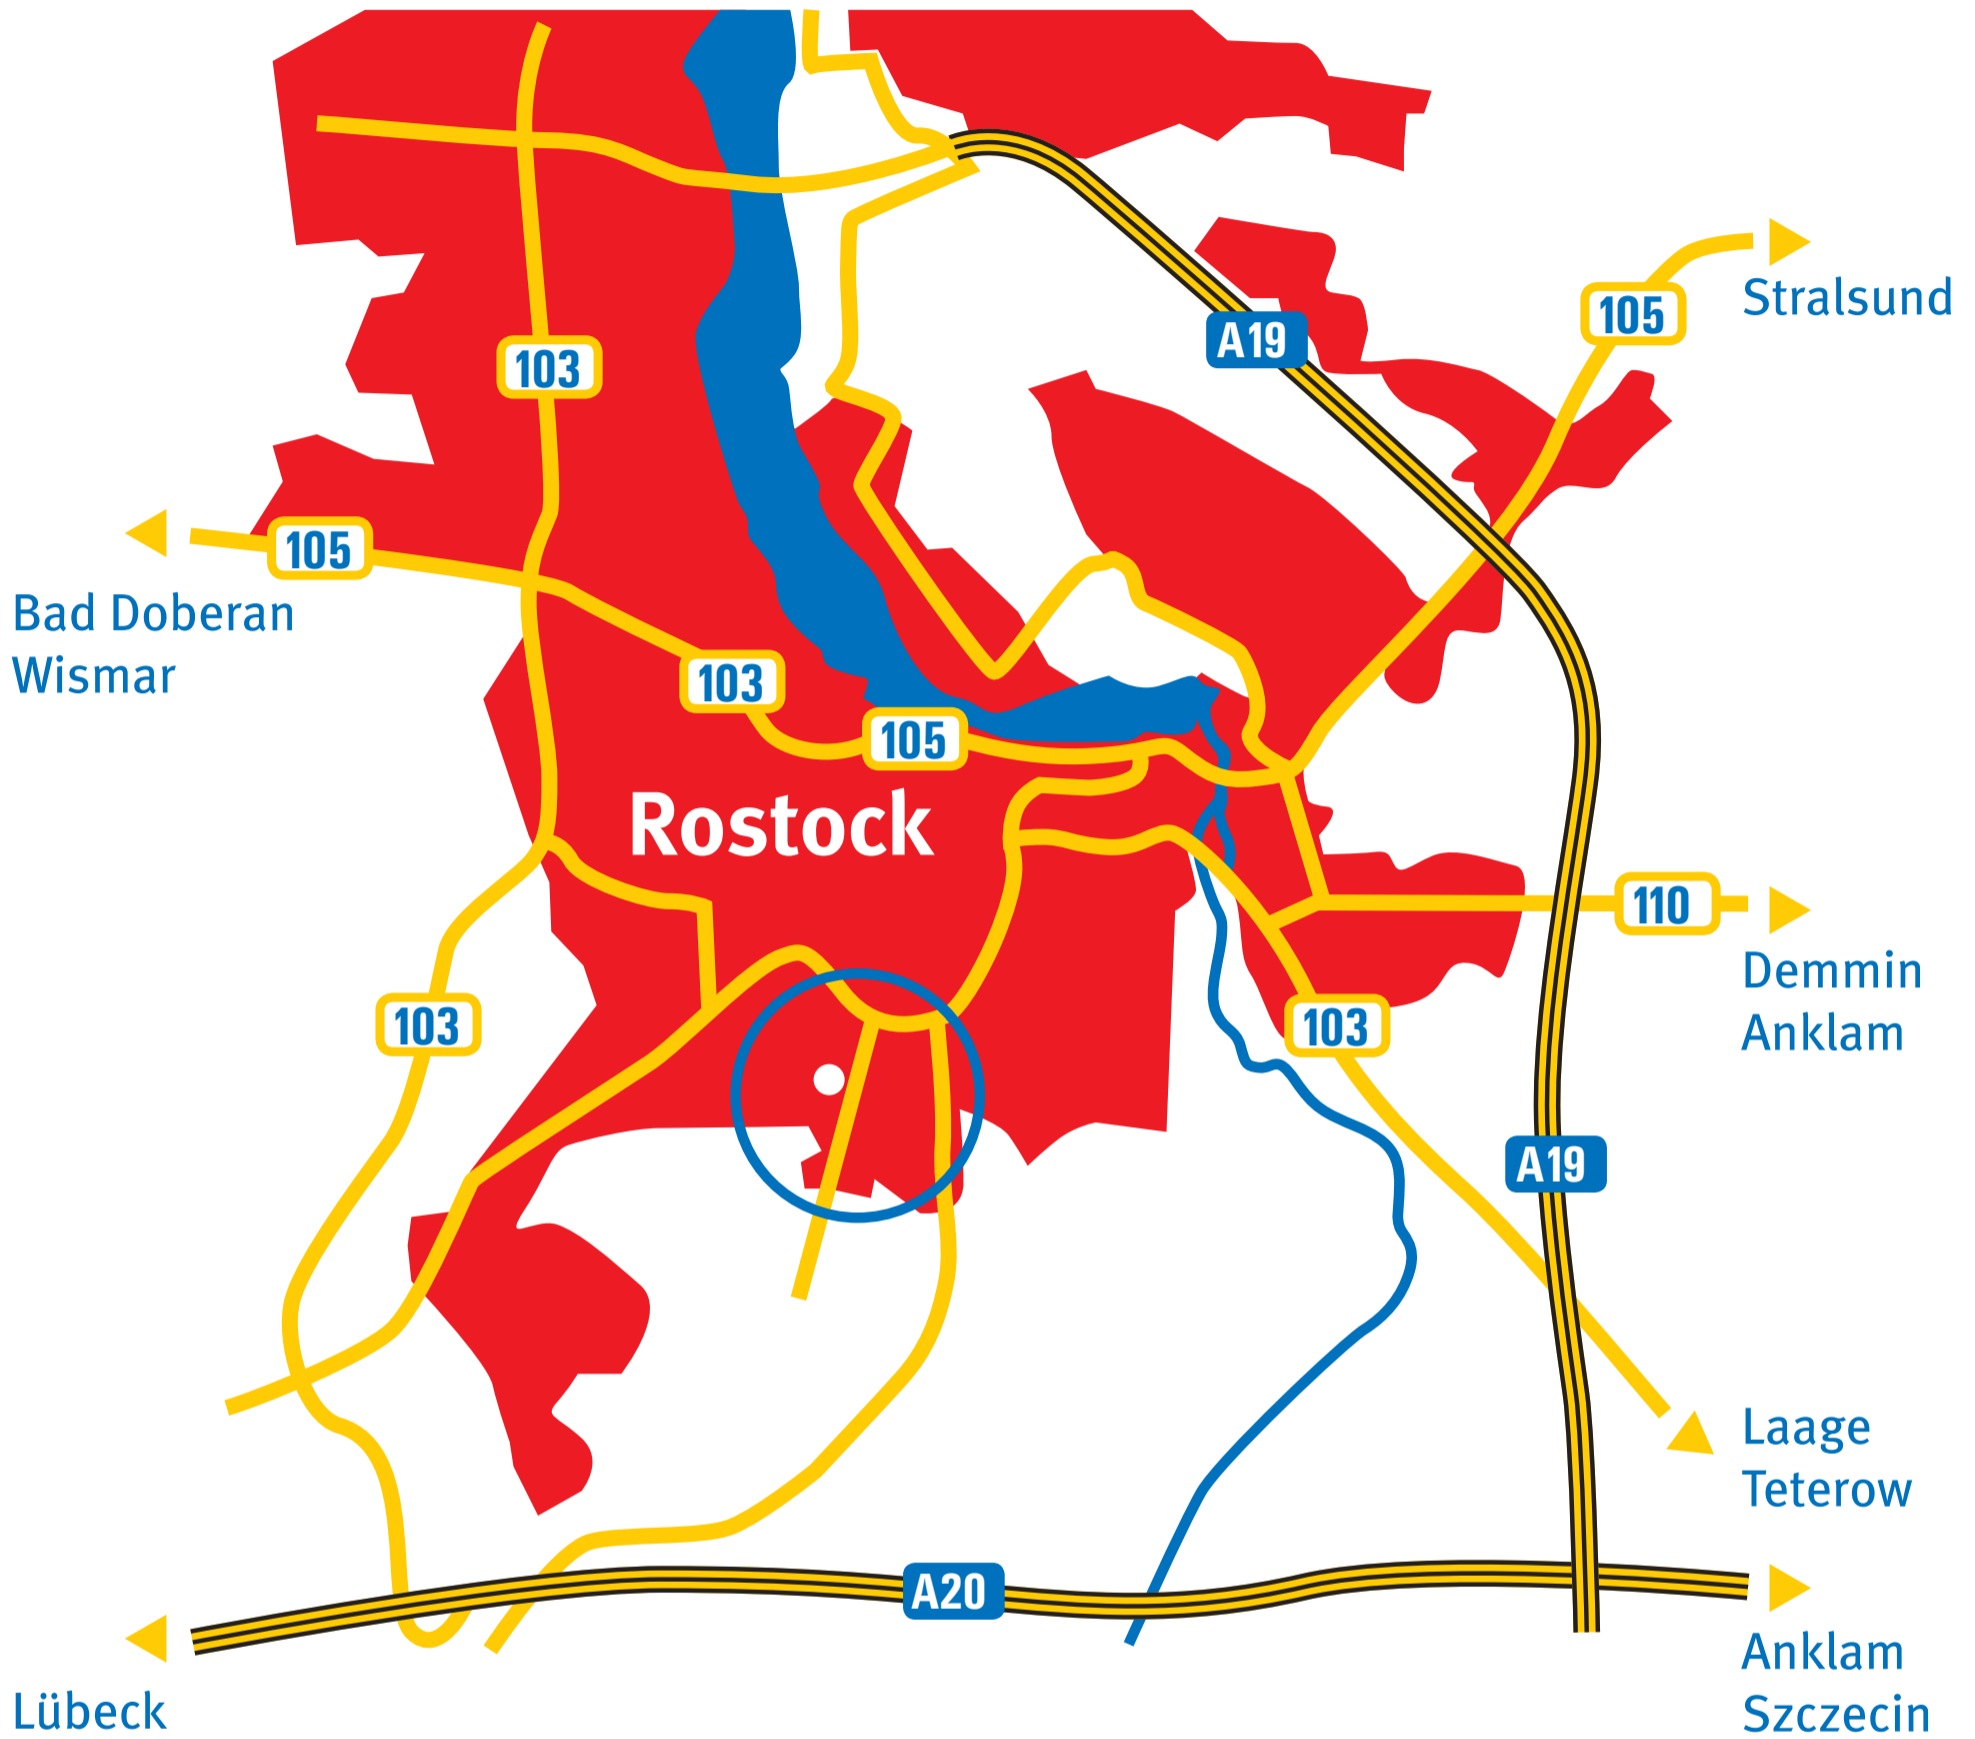 Stralsund
105
A19
103
105
Bad Doberan
Wismar
103
105
Rostock
110
Demmin
Anklam
103
103
A19
Laage
Teterow
A20
Anklam
Szczecin
Lübeck